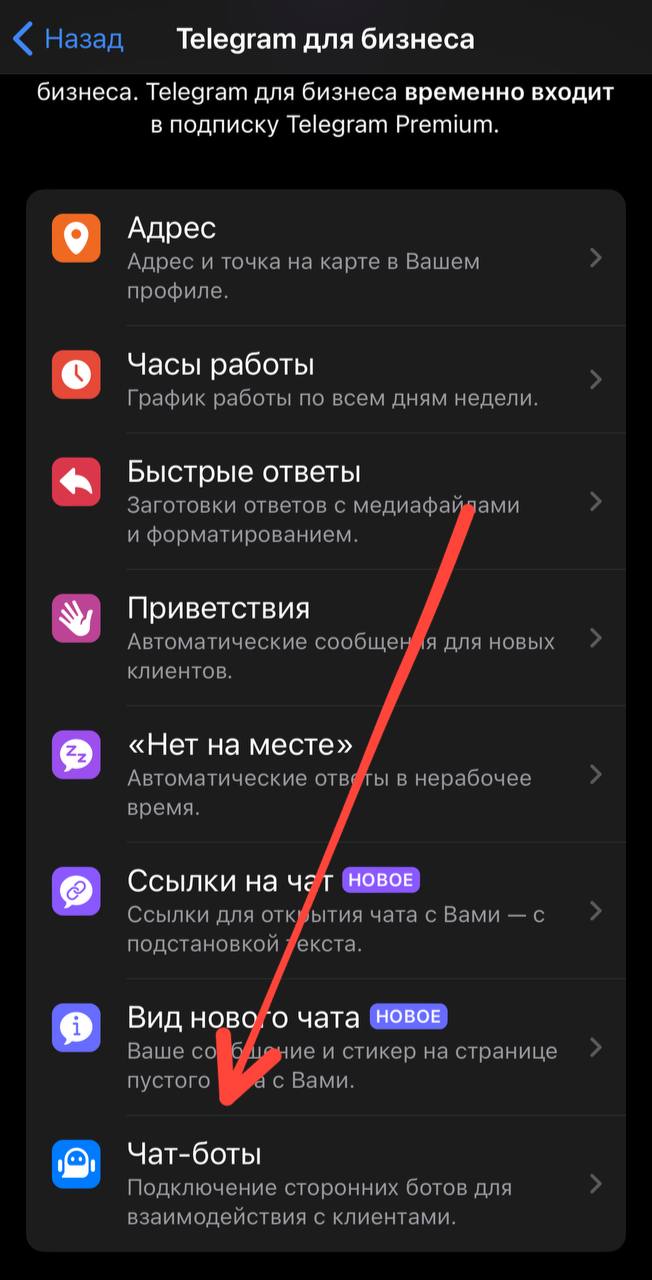 Назад
Telegram для бизнеса
бизнеса. Telegram для бизнеса временно входит
в подписку Telegram Premium.
Адрес
Адрес и точка на карте в Вашем
профиле.
Часы работы
График работы по всем дням недели.
Быстрые ответы
Заготовки ответов с медиафайлами
и форматированием.
Приветствия
Автоматические сообщения для новых
клиентов.
«Нет на месте»
Автоматические ответы в нерабочее
время.
Ссылки на чат НОВОЕ
Ссылки для открытия чата с Вами — с
подстановкой текста.
Вид нового чата НОВОЕ
Ваше сообщение и стикер на странице
пустого чата с Вами.
Чат-боты
Подключение сторонних ботов для
взаимодействия с клиентами.